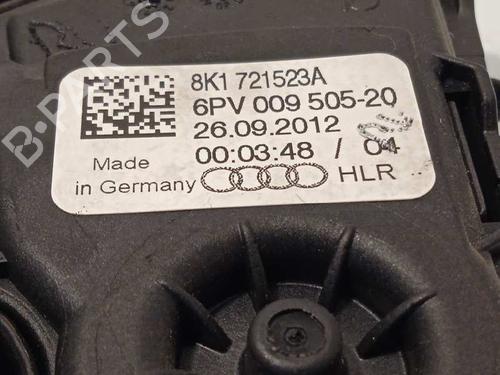 8K1 721523A
6PV 009 505-20
26.09.2012
00:03:48 / 04
Made
in Germany
HLR
B-PARTS